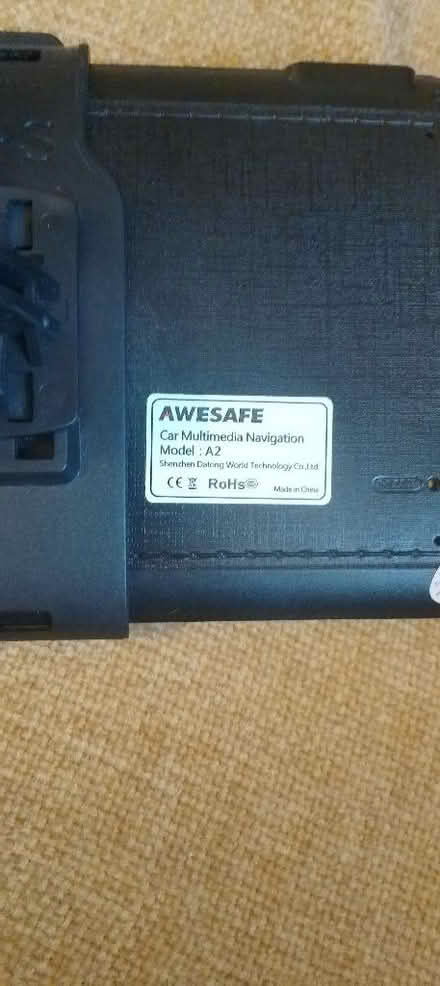 AWESAFE
Car Multimedia Navigation
Model : A2
Shenzhen Datong World Technology Co.,Ltd.
CE RoHs
Made in China